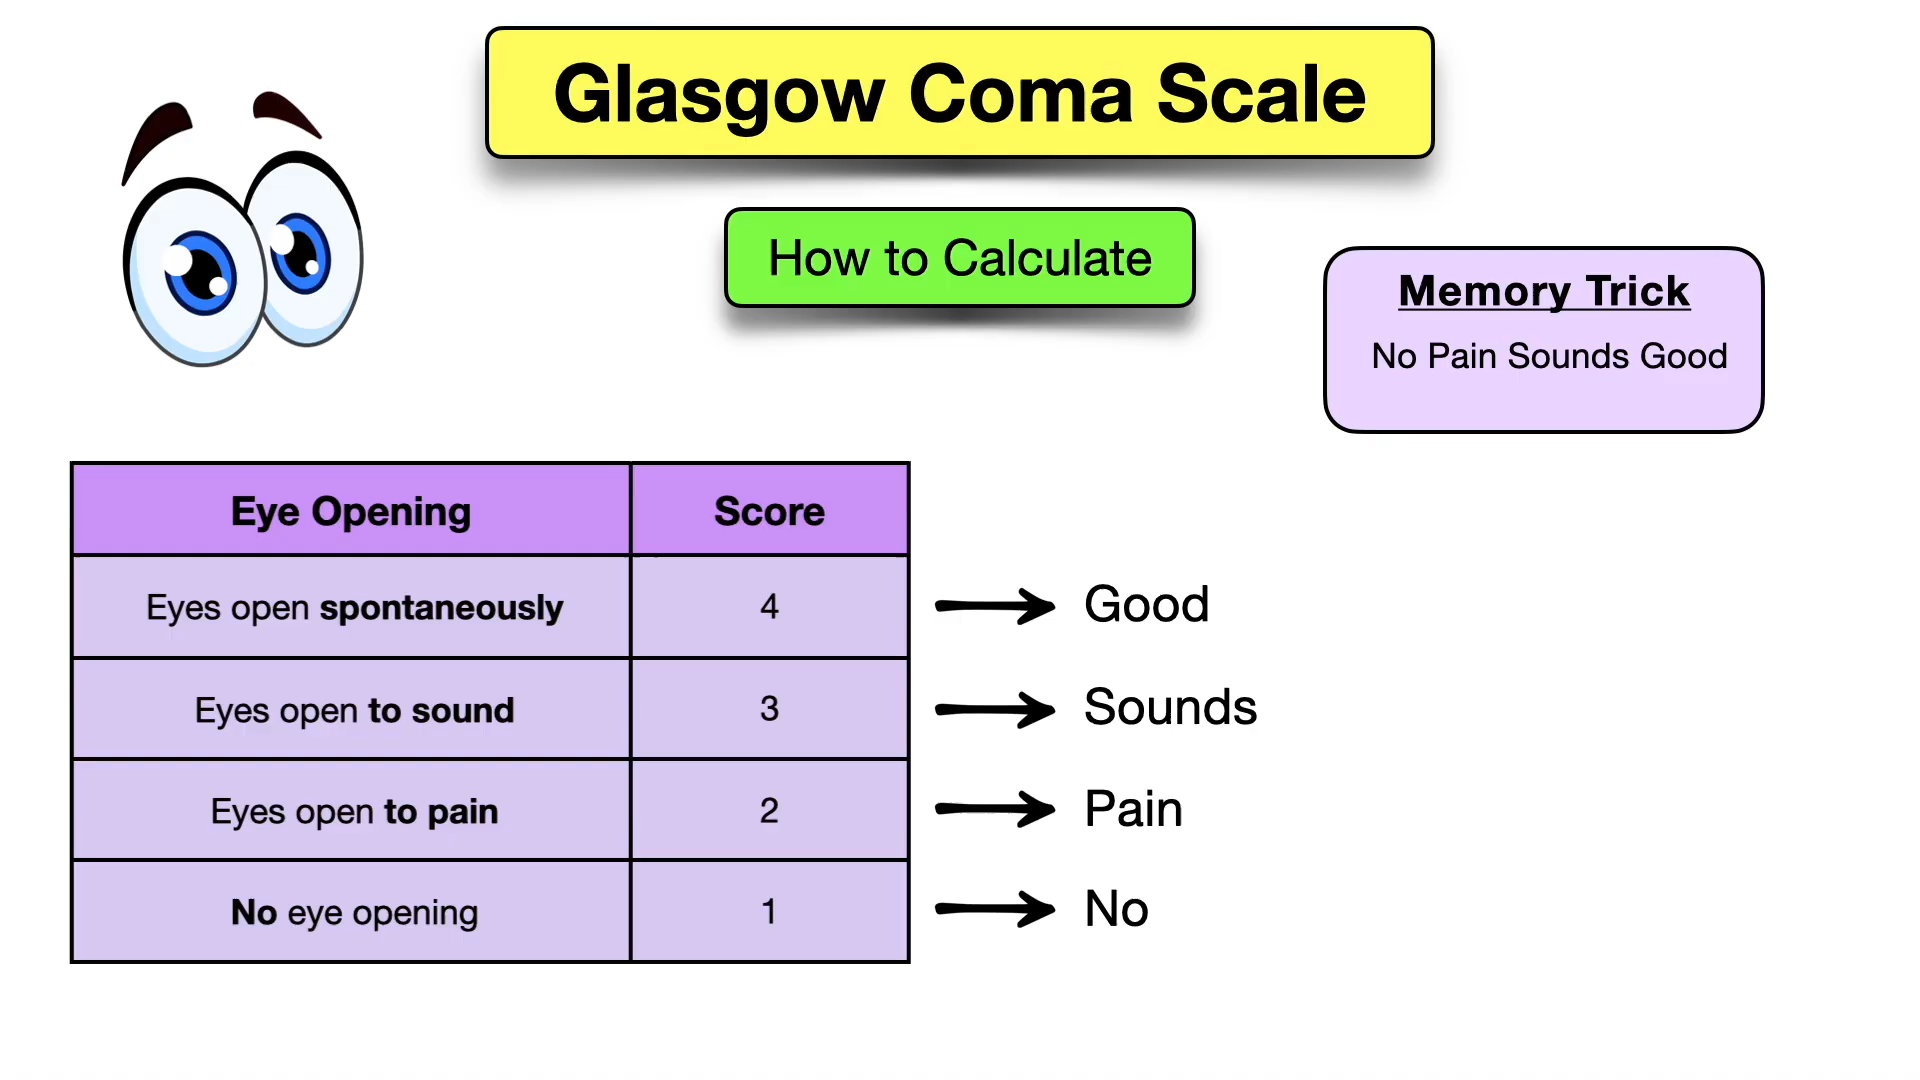 Glasgow Coma Scale
How to Calculate
Memory Trick
No Pain Sounds Good
Eye Opening Score
Eyes open spontaneously 4 Good
Eyes open to sound 3 Sounds
Eyes open to pain 2 Pain
No eye opening 1 No